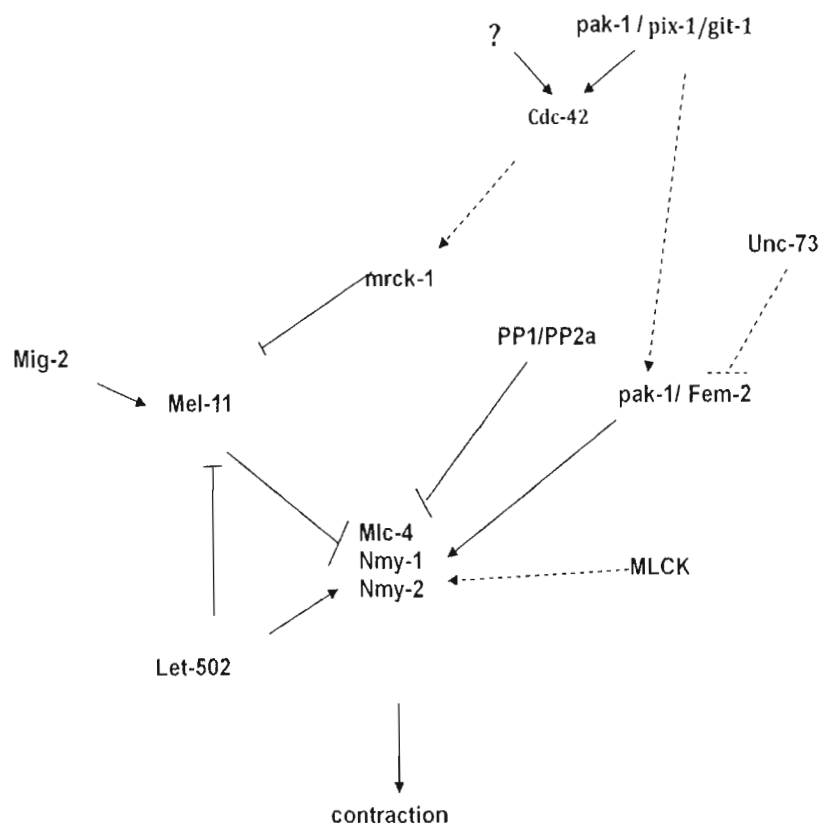 ?
pak-1 / pix-1/git-1
Cdc-42
Unc-73
mrck-1
PP1/PP2a
Mig-2
pak-1/ Fem-2
Mel-11
Mlc-4
Nmy-1
MLCK
Nmy-2
Let-502
contraction